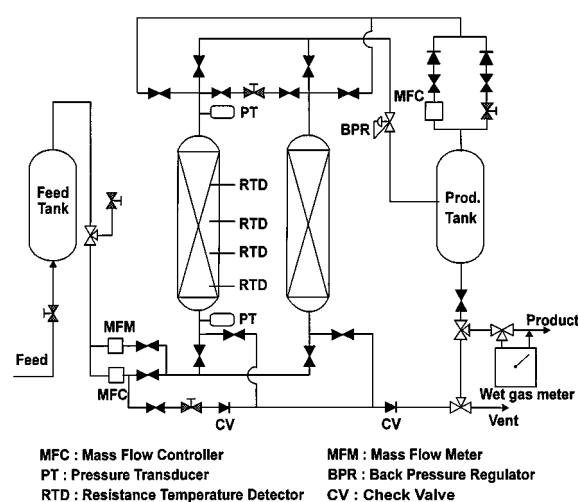 MFC
PT
BPR
Feed
Tank
RTD
RTD
RTD
RTD
Prod.
Tank
PT
MFM
Product
Feed
MFC
Wet gas meter
CV
CV
Vent
MFC : Mass Flow Controller
MFM : Mass Flow Meter
PT : Pressure Transducer
BPR : Back Pressure Regulator
RTD : Resistance Temperature Detector
CV : Check Valve